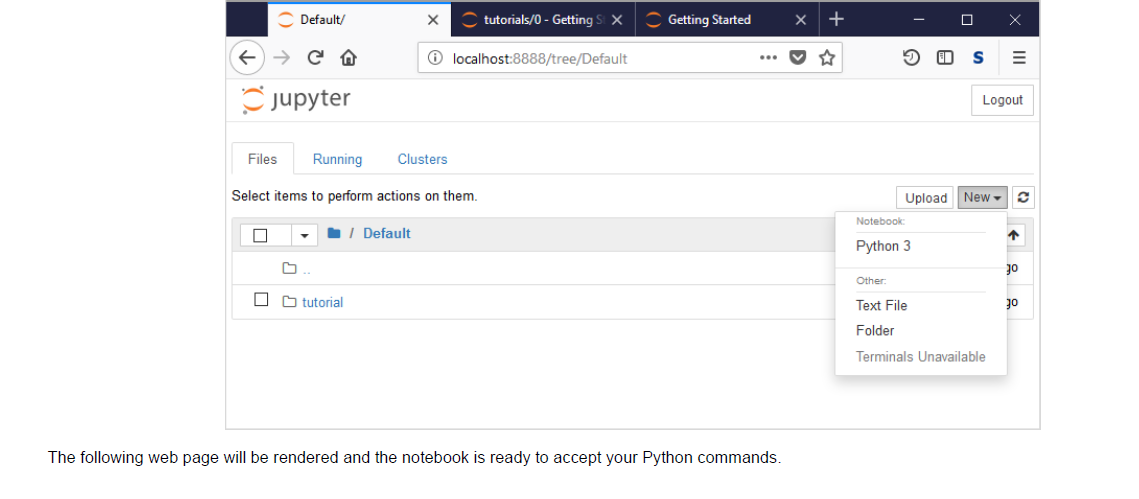 Default/ tutorials/0 - Getting S Getting Started
localhost:8888/tree/Default S
jupyter Logout
Files Running Clusters
Select items to perform actions on them. Upload New
/ Default
Notebook:
Python 3
..
go
Other:
tutorial
Text File
go
Folder
Terminals Unavailable
The following web page will be rendered and the notebook is ready to accept your Python commands.